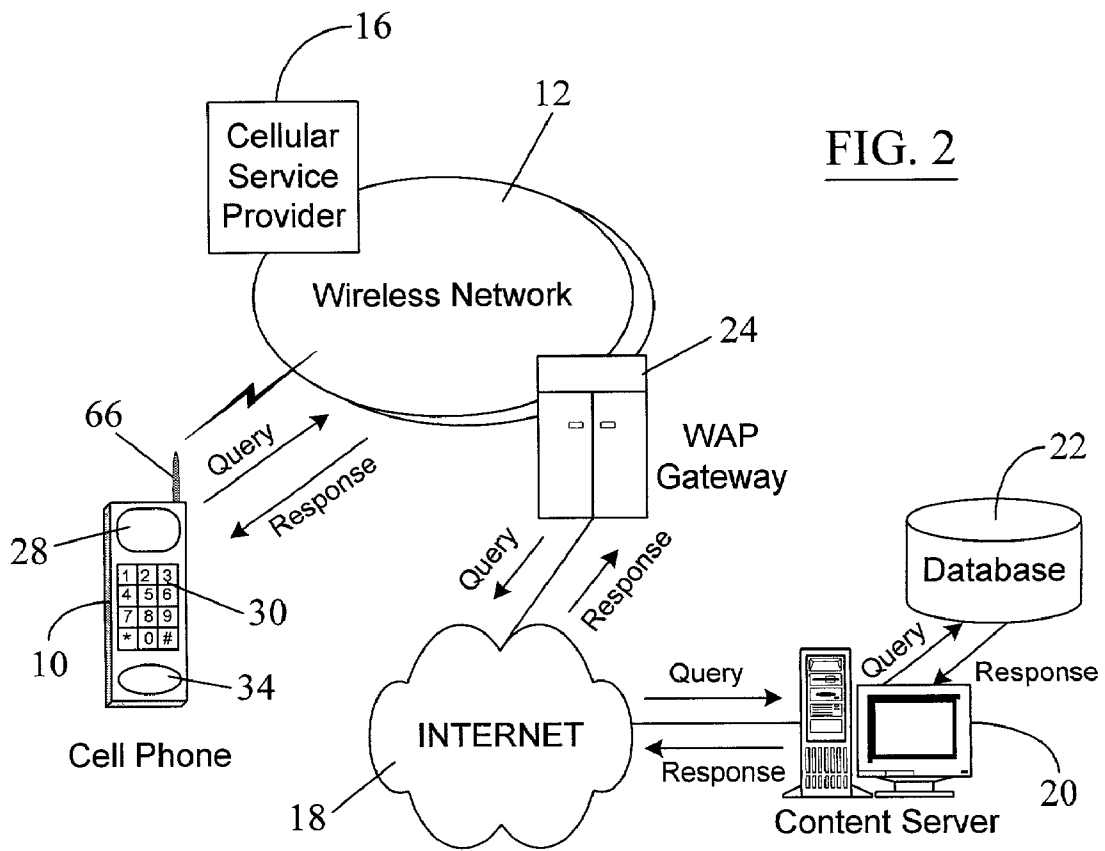 16
Cellular
Service
Provider
12
FIG. 2
Wireless Network
24
66
Query
Response
WAP
Gateway
22
28
Query
Response
Database
1 2 3
4 5 6
7 8 9
* 0 #
30
10
34
Query
Query
Response
INTERNET
Response
Cell Phone
18
20
Content Server